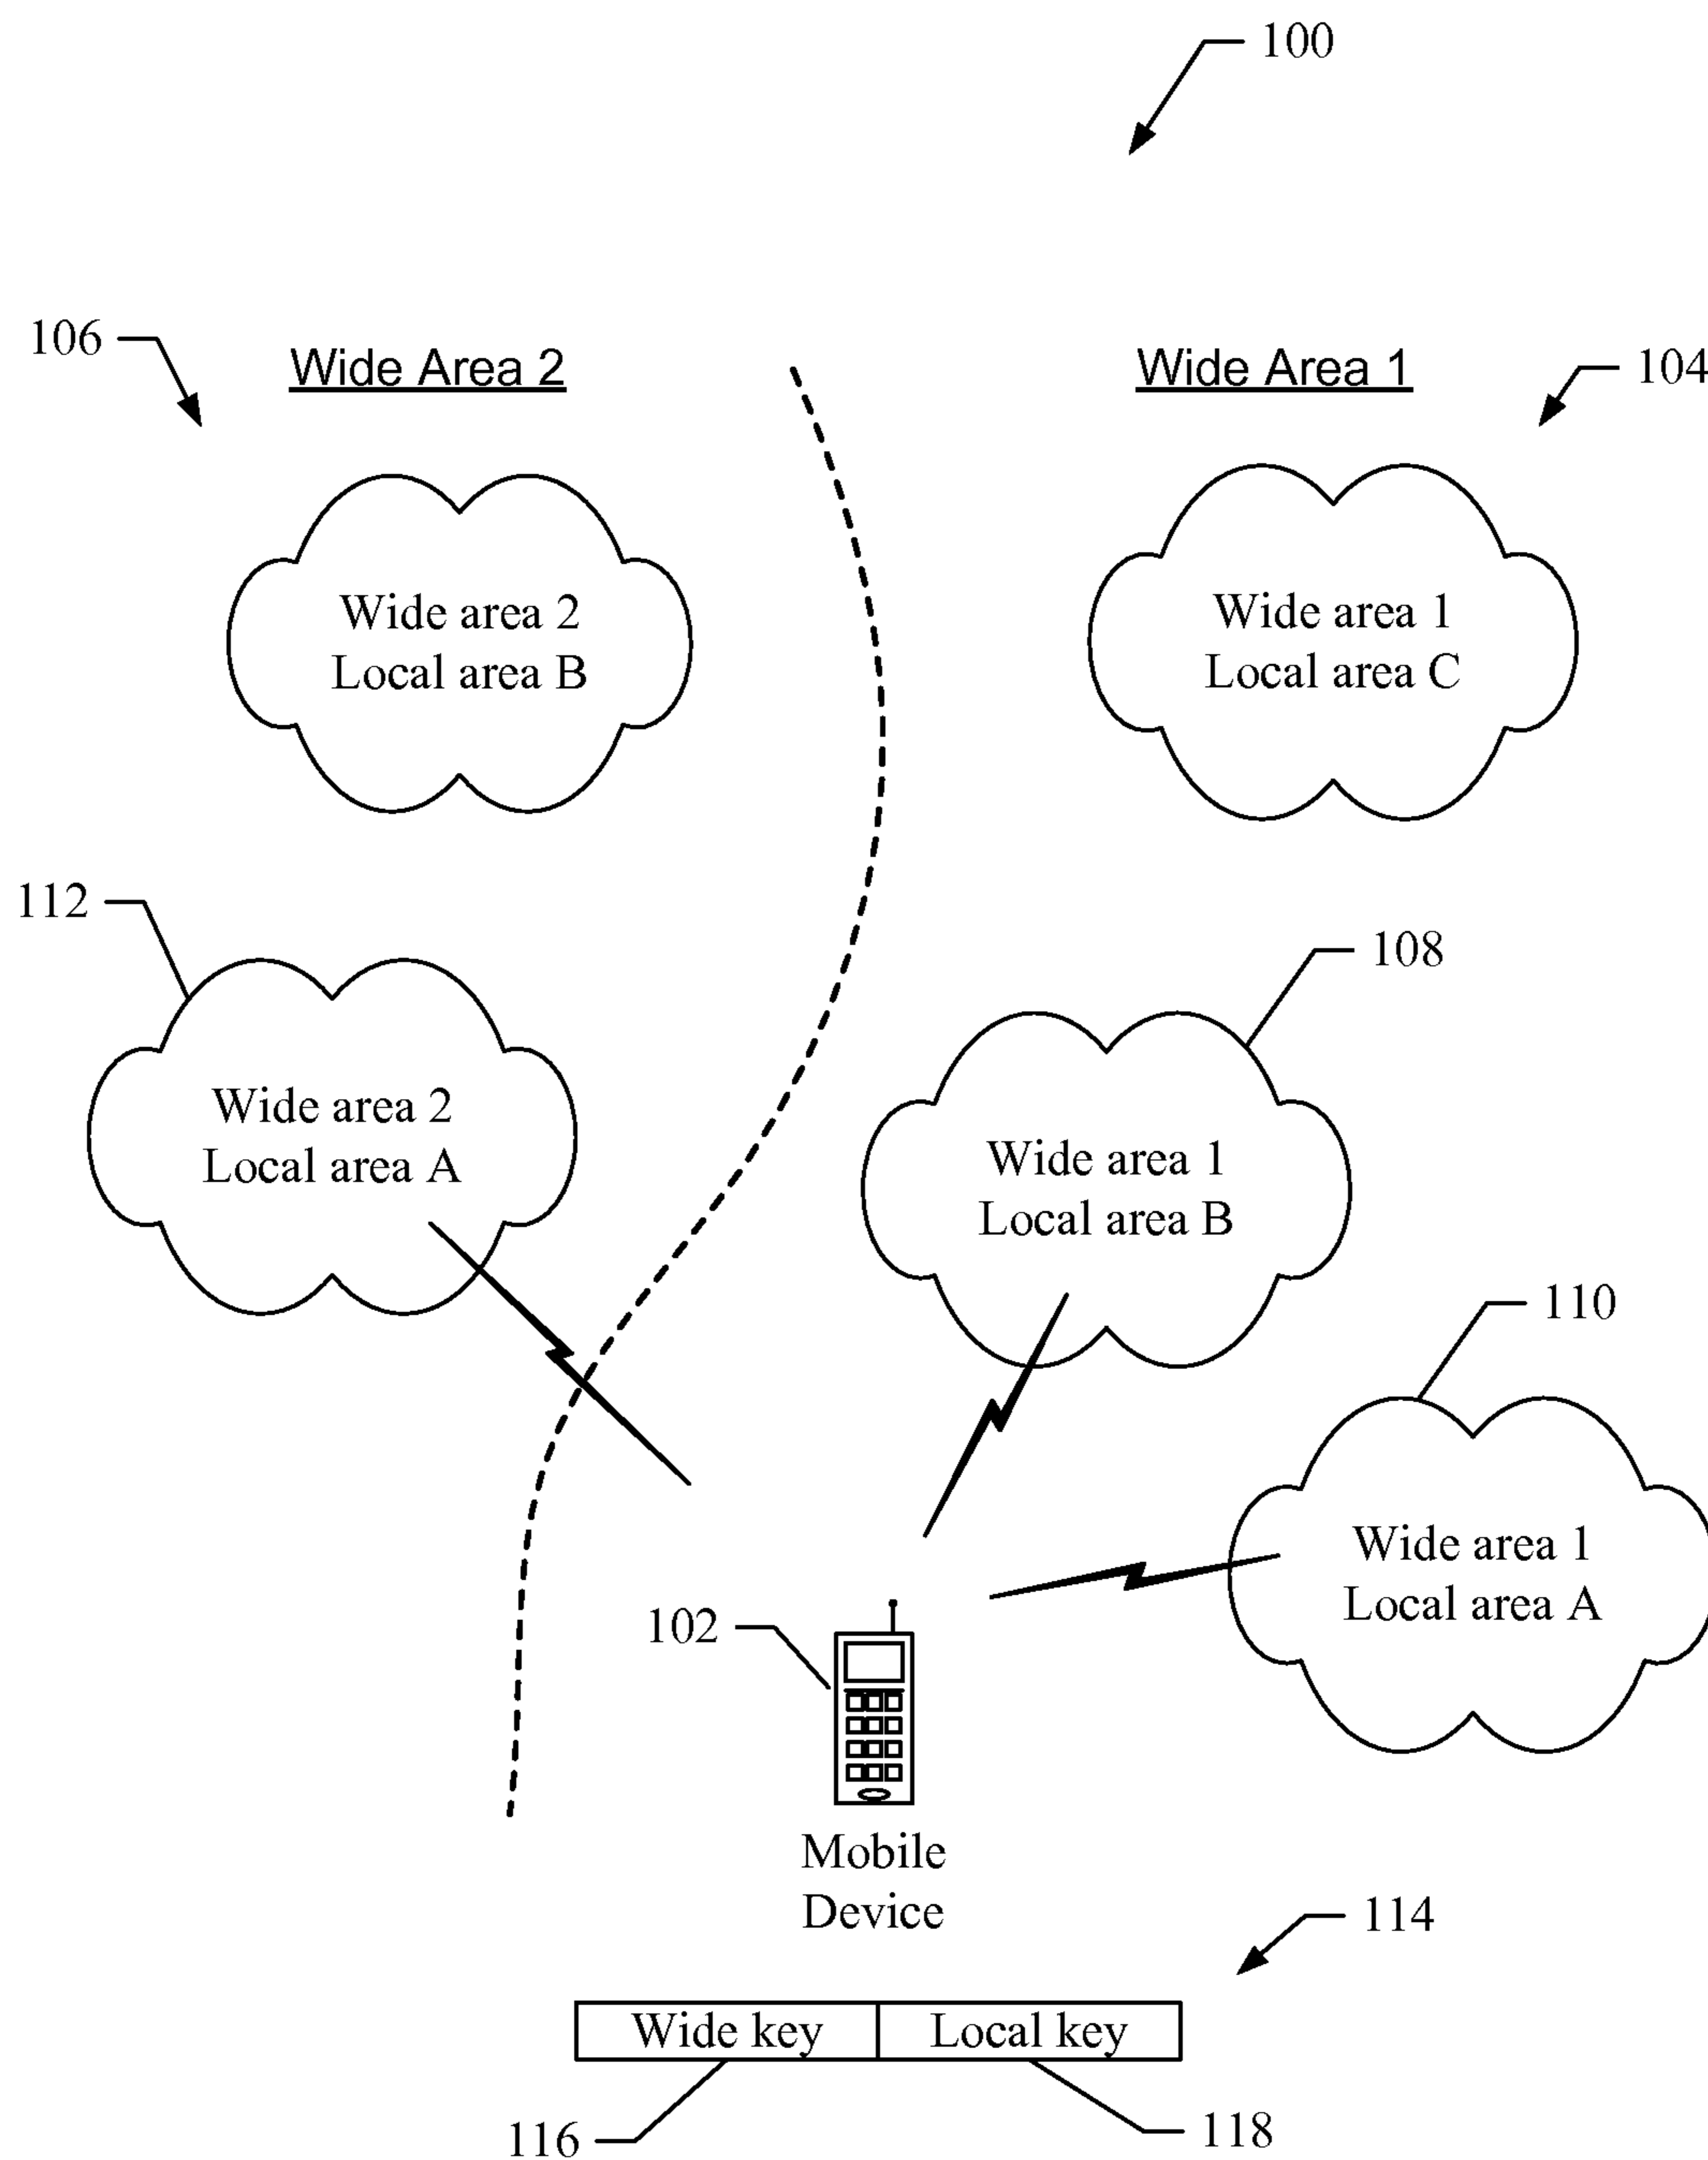 100
106
Wide Area 2
Wide Area 1
104
Wide area 2
Local area B
Wide area 1
Local area C
112
108
Wide area 2
Local area A
Wide area 1
Local area B
110
Wide area 1
Local area A
102
Mobile
Device
114
Wide key
Local key
116
118